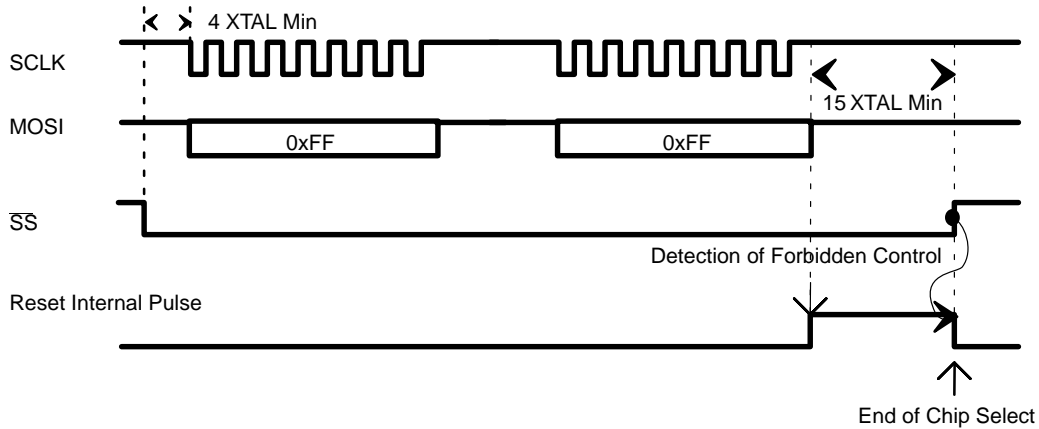 4 XTAL Min
SCLK
15 XTAL Min
MOSI
0xFF
0xFF
SS
Detection of Forbidden Control
Reset Internal Pulse
End of Chip Select